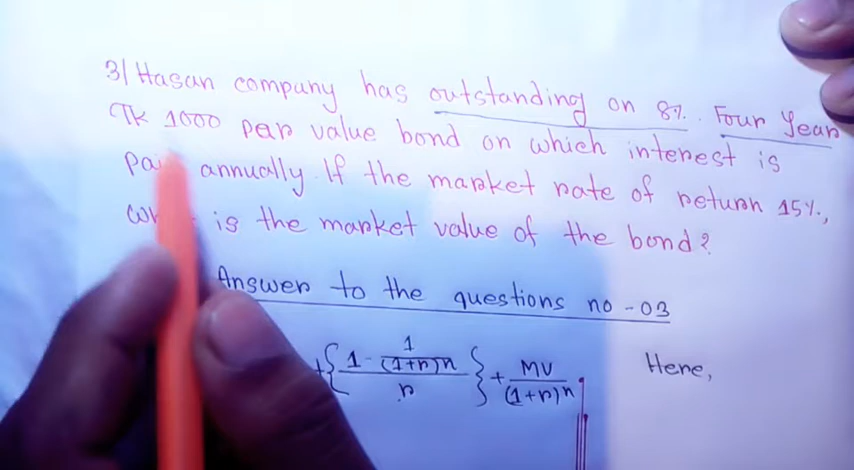 3/ Hasan company has outstanding on 8%. Four Year
Tk 1000 par value bond on which interest is
annually. If the market rate of return 15%.,
is the market value of the bond?
Answer to the questions no - 03
+{ 1 - 1/(1+r)n / r } + MV/(1+r)n Here,